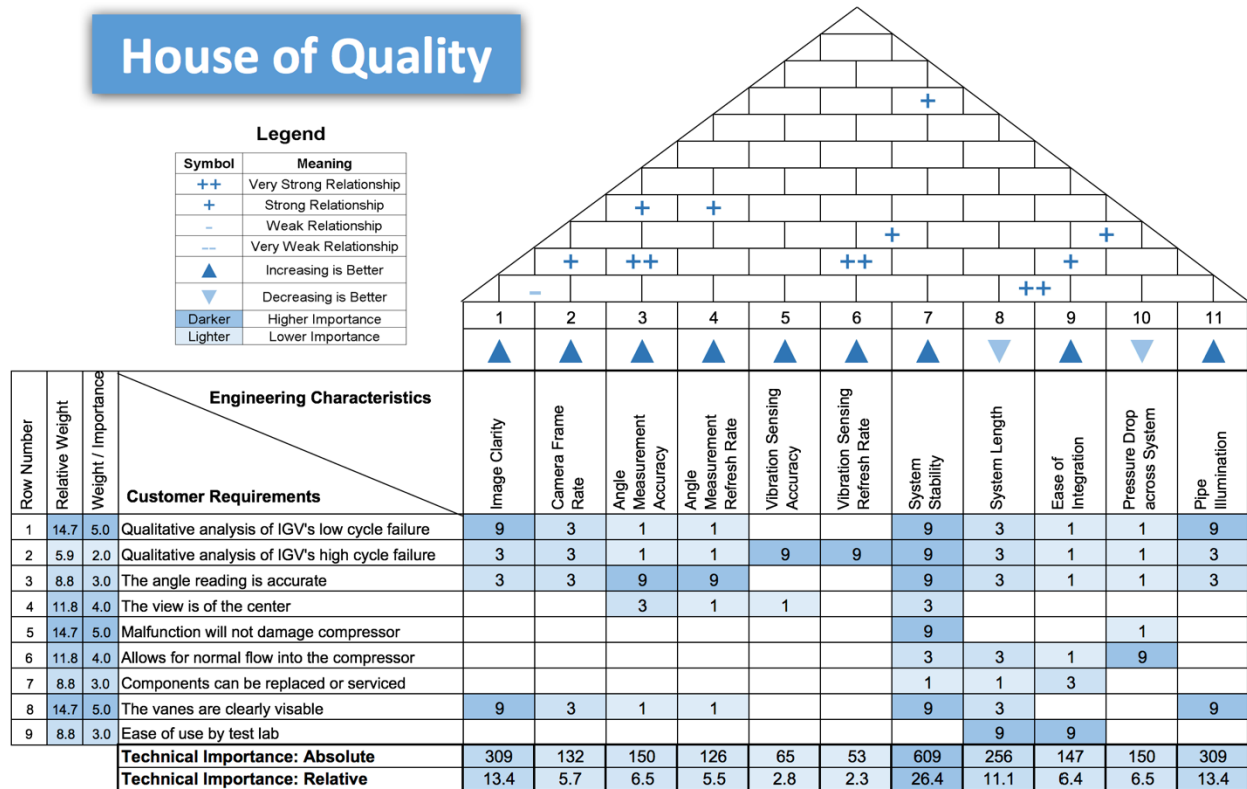 House of Quality
Legend
Symbol Meaning
++ Very Strong Relationship
+ Strong Relationship
- Weak Relationship
-- Very Weak Relationship
▲ Increasing is Better
▼ Decreasing is Better
Darker Higher Importance
Lighter Lower Importance
+
+ +
+ +
+ ++ ++ +
- ++
1 2 3 4 5 6 7 8 9 10 11
▲ ▲ ▲ ▲ ▲ ▲ ▲ ▼ ▲ ▼ ▲
Row Number
Relative Weight
Weight / Importance
Engineering Characteristics
Customer Requirements
Image Clarity
Camera Frame
Rate
Angle
Measurement
Accuracy
Angle
Measurement
Refresh Rate
Vibration Sensing
Accuracy
Vibration Sensing
Refresh Rate
System
Stability
System Length
Ease of
Integration
Pressure Drop
across System
Pipe
Illumination
1 14.7 5.0 Qualitative analysis of IGV's low cycle failure 9 3 1 1 9 3 1 1 9
2 5.9 2.0 Qualitative analysis of IGV's high cycle failure 3 3 1 1 9 9 9 3 1 1 3
3 8.8 3.0 The angle reading is accurate 3 3 9 9 9 3 1 1 3
4 11.8 4.0 The view is of the center 3 1 1 3
5 14.7 5.0 Malfunction will not damage compressor 9 1
6 11.8 4.0 Allows for normal flow into the compressor 3 3 1 9
7 8.8 3.0 Components can be replaced or serviced 1 1 3
8 14.7 5.0 The vanes are clearly visable 9 3 1 1 9 3 9
9 8.8 3.0 Ease of use by test lab 9 9
Technical Importance: Absolute 309 132 150 126 65 53 609 256 147 150 309
Technical Importance: Relative 13.4 5.7 6.5 5.5 2.8 2.3 26.4 11.1 6.4 6.5 13.4